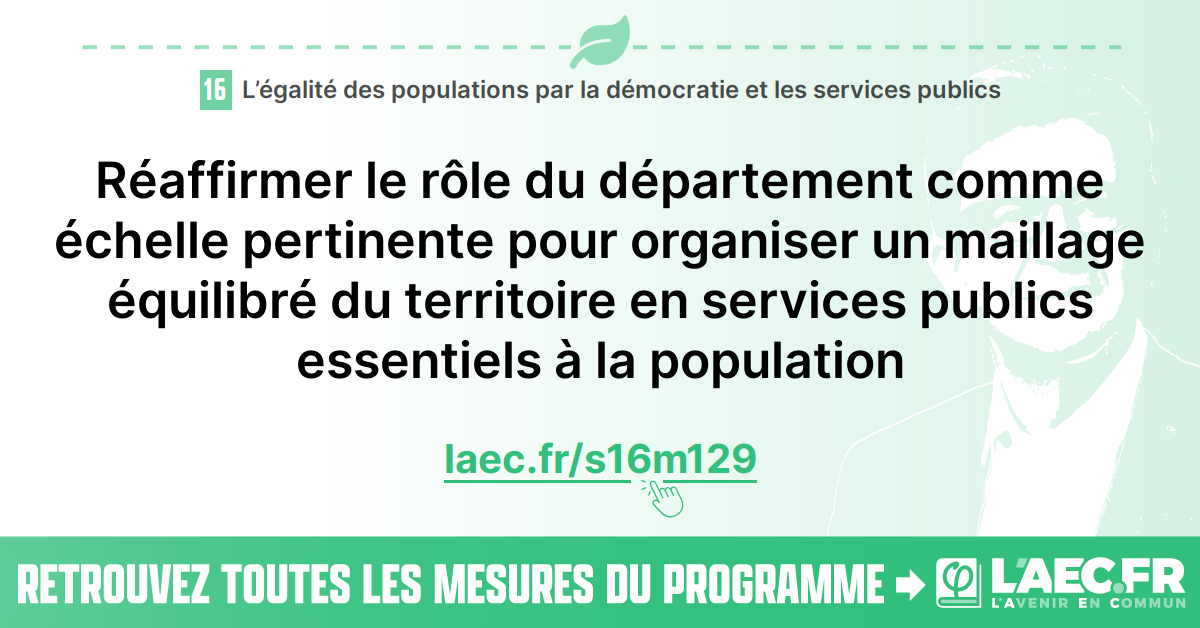 16 L’égalité des populations par la démocratie et les services publics
Réaffirmer le rôle du département comme
échelle pertinente pour organiser un maillage
équilibré du territoire en services publics
essentiels à la population
laec.fr/s16m129
RETROUVEZ TOUTES LES MESURES DU PROGRAMME
φ L'AEC.FR
L'AVENIR EN COMMUN